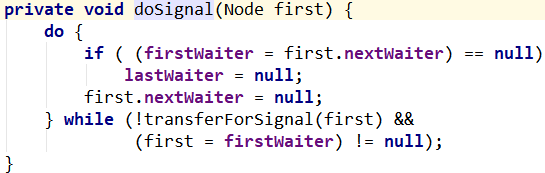 private void doSignal(Node first) {
    do {
        if ( (firstWaiter = first.nextWaiter) == null)
            lastWaiter = null;
        first.nextWaiter = null;
    } while (!transferForSignal(first) &&
             (first = firstWaiter) != null);
}